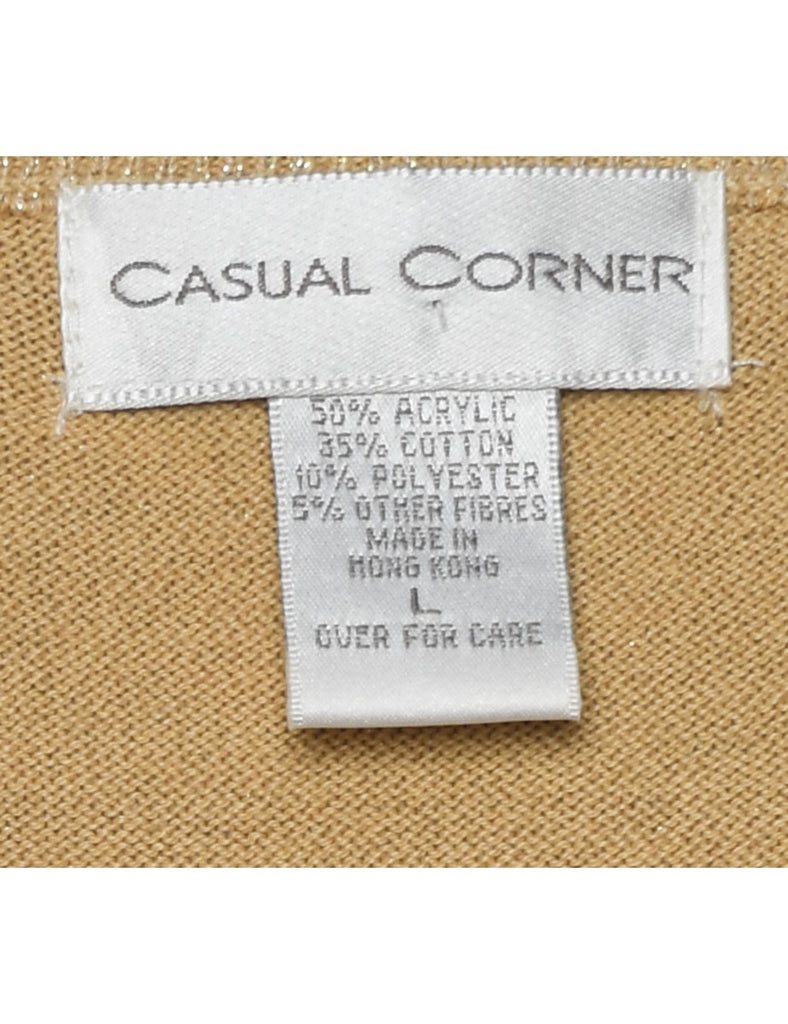 CASUAL CORNER
50% ACRYLIC
35% COTTON
10% POLYESTER
5% OTHER FIBRES
MADE IN
HONG KONG
L
OVER FOR CARE